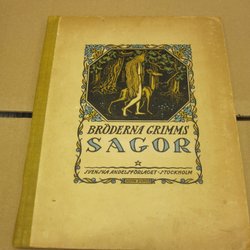 BRÖDERNA GRIMMS
SAGOR
SVENSKA ANDELSFÖRLAGET · STOCKHOLM